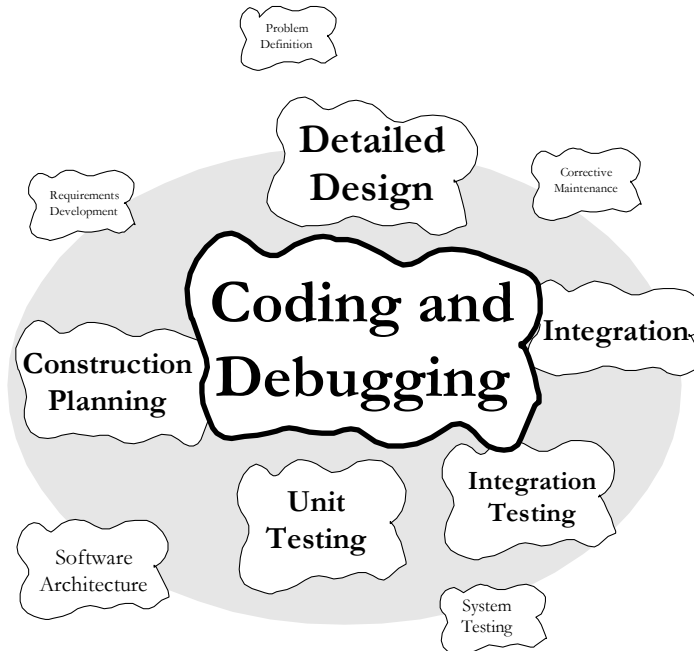 Problem
Definition
Detailed
Design
Requirements
Development
Corrective
Maintenance
Coding and
Debugging
Integration
Construction
Planning
Unit
Testing
Integration
Testing
Software
Architecture
System
Testing